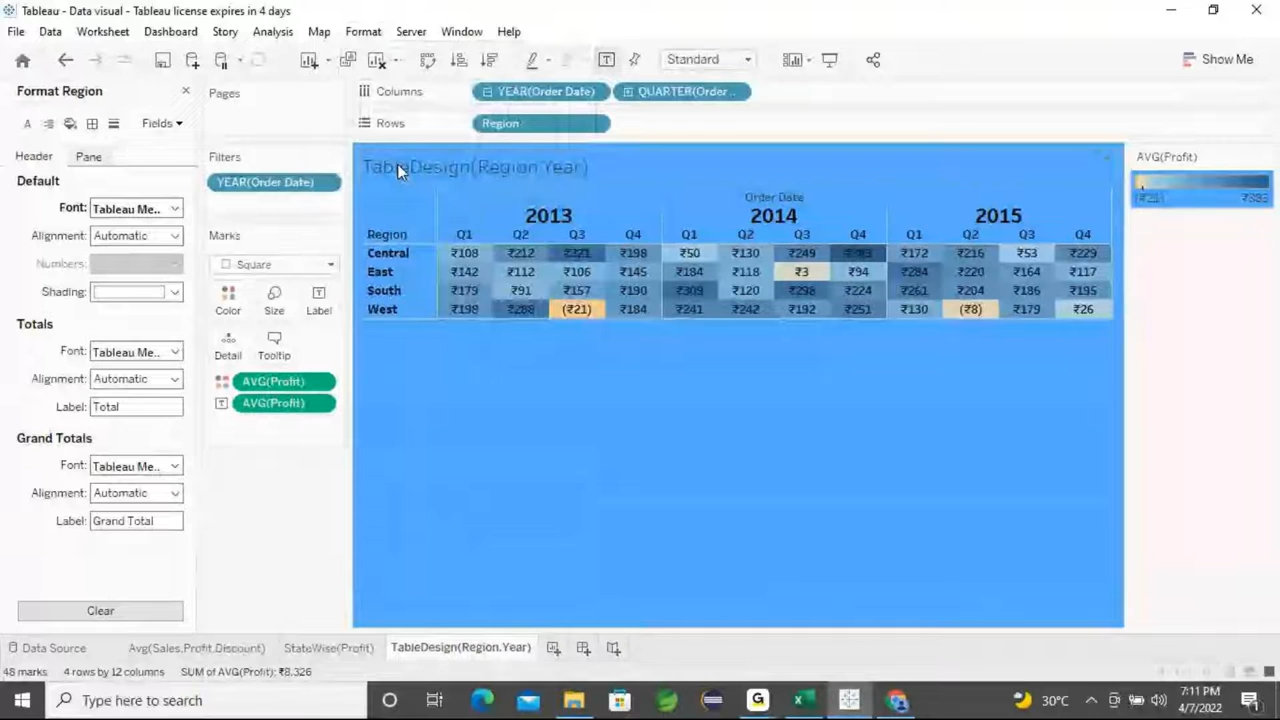 Tableau - Data visual - Tableau license expires in 4 days
File Data Worksheet Dashboard Story Analysis Map Format Server Window Help
Standard
Show Me
Format Region
Fields
Header Pane
Default
Font: Tableau Me..
Alignment: Automatic
Numbers:
Shading:
Totals
Font: Tableau Me..
Alignment: Automatic
Label: Total
Grand Totals
Font: Tableau Me..
Alignment: Automatic
Label: Grand Total
Clear
Pages
Filters
YEAR(Order Date)
Marks
Square
Color Size Label
Detail Tooltip
AVG(Profit)
AVG(Profit)
Columns YEAR(Order Date) QUARTER(Order ..
Rows Region
TableDesign(Region.Year)
Order Date
2013 2014 2015
Region Q1 Q2 Q3 Q4 Q1 Q2 Q3 Q4 Q1 Q2 Q3 Q4
Central ₹108 ₹212 ₹321 ₹198 ₹50 ₹130 ₹249 ₹172 ₹216 ₹53 ₹229
East ₹142 ₹112 ₹106 ₹145 ₹184 ₹118 ₹3 ₹94 ₹284 ₹220 ₹164 ₹117
South ₹179 ₹91 ₹157 ₹190 ₹309 ₹120 ₹298 ₹224 ₹261 ₹204 ₹186 ₹195
West ₹198 ₹288 (₹21) ₹184 ₹241 ₹242 ₹192 ₹251 ₹130 (₹8) ₹179 ₹26
AVG(Profit)
(₹21) ₹383
Data Source Avg(Sales,Profit,Discount) StateWise(Profit) TableDesign(Region.Year)
48 marks 4 rows by 12 columns SUM of AVG(Profit): ₹8,326
Type here to search
30°C
7:11 PM
4/7/2022